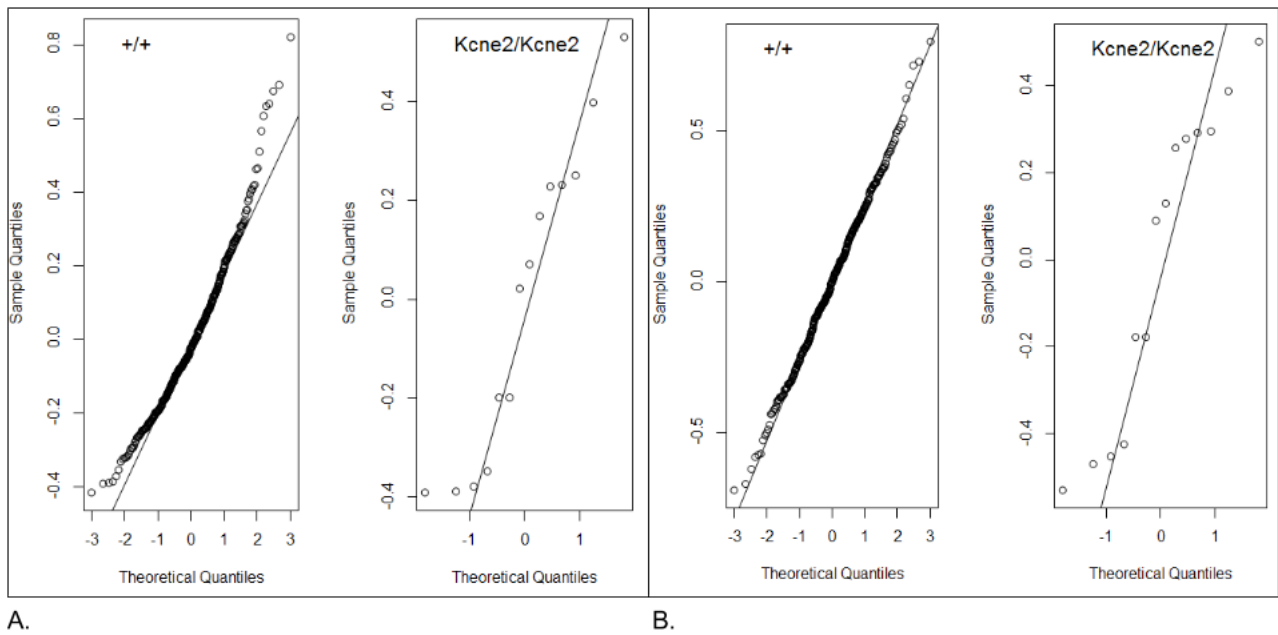 +/+
Kcne2/Kcne2
+/+
Kcne2/Kcne2
0.8
0.6
0.4
0.2
0.0
-0.2
-0.4
Sample Quantiles
-3 -2 -1 0 1 2 3
Theoretical Quantiles
0.4
0.2
0.0
-0.2
-0.4
Sample Quantiles
-1 0 1
Theoretical Quantiles
0.5
0.0
-0.5
Sample Quantiles
-3 -2 -1 0 1 2 3
Theoretical Quantiles
0.4
0.2
0.0
-0.2
-0.4
Sample Quantiles
-1 0 1
Theoretical Quantiles
A.
B.